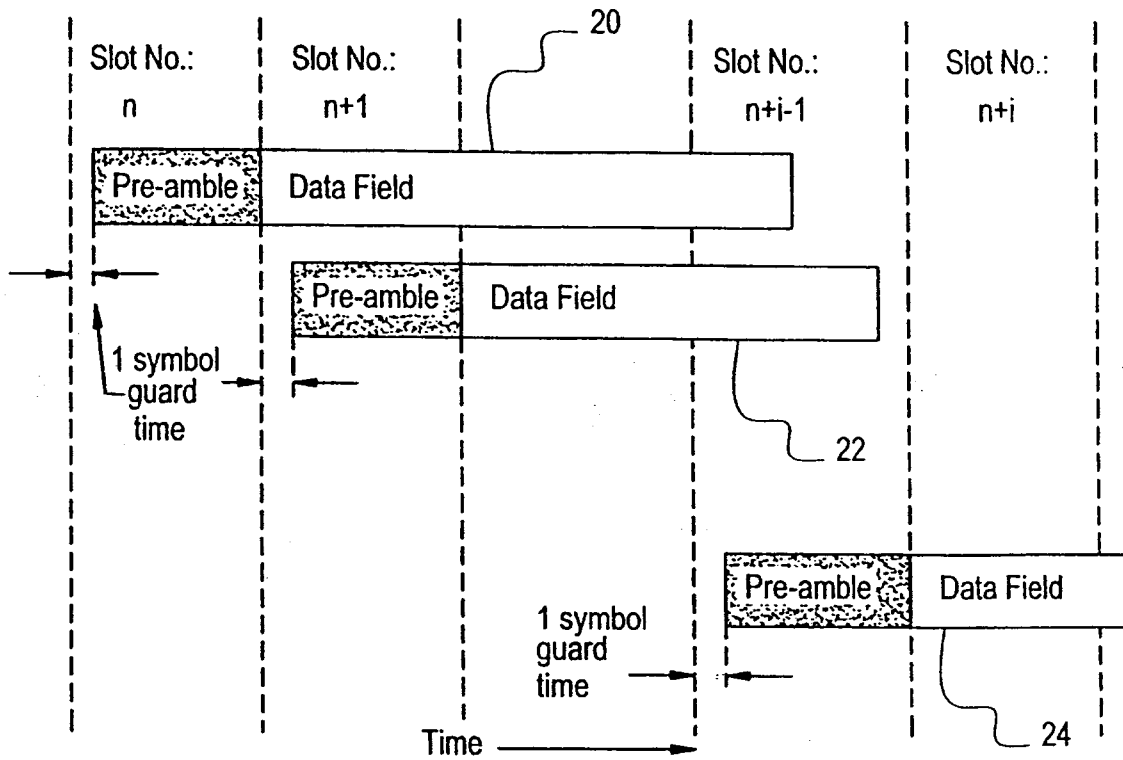 20
Slot No.:
n
Slot No.:
n+1
Slot No.:
n+i-1
Slot No.:
n+i
Pre-amble
Data Field
Pre-amble
Data Field
1 symbol
guard
time
22
Pre-amble
Data Field
1 symbol
guard
time
Time
24